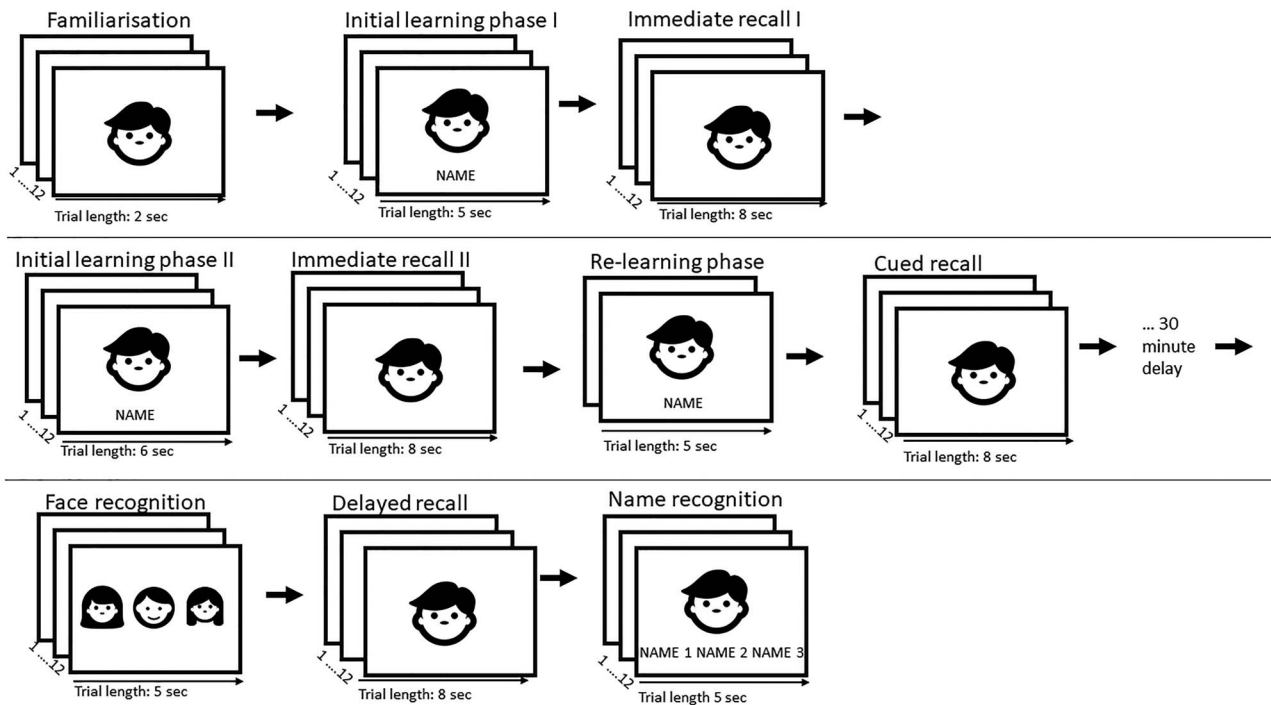 Familiarisation
1 ....12
Trial length: 2 sec
Initial learning phase I
NAME
1 ....12
Trial length: 5 sec
Immediate recall I
1 ....12
Trial length: 8 sec
Initial learning phase II
NAME
1 ....12
Trial length: 6 sec
Immediate recall II
1 ....12
Trial length: 8 sec
Re-learning phase
NAME
1 ....12
Trial length: 5 sec
Cued recall
1 ....12
Trial length: 8 sec
... 30
minute
delay
Face recognition
1 ....12
Trial length: 5 sec
Delayed recall
1 ....12
Trial length: 8 sec
Name recognition
NAME 1 NAME 2 NAME 3
1 ....12
Trial length 5 sec